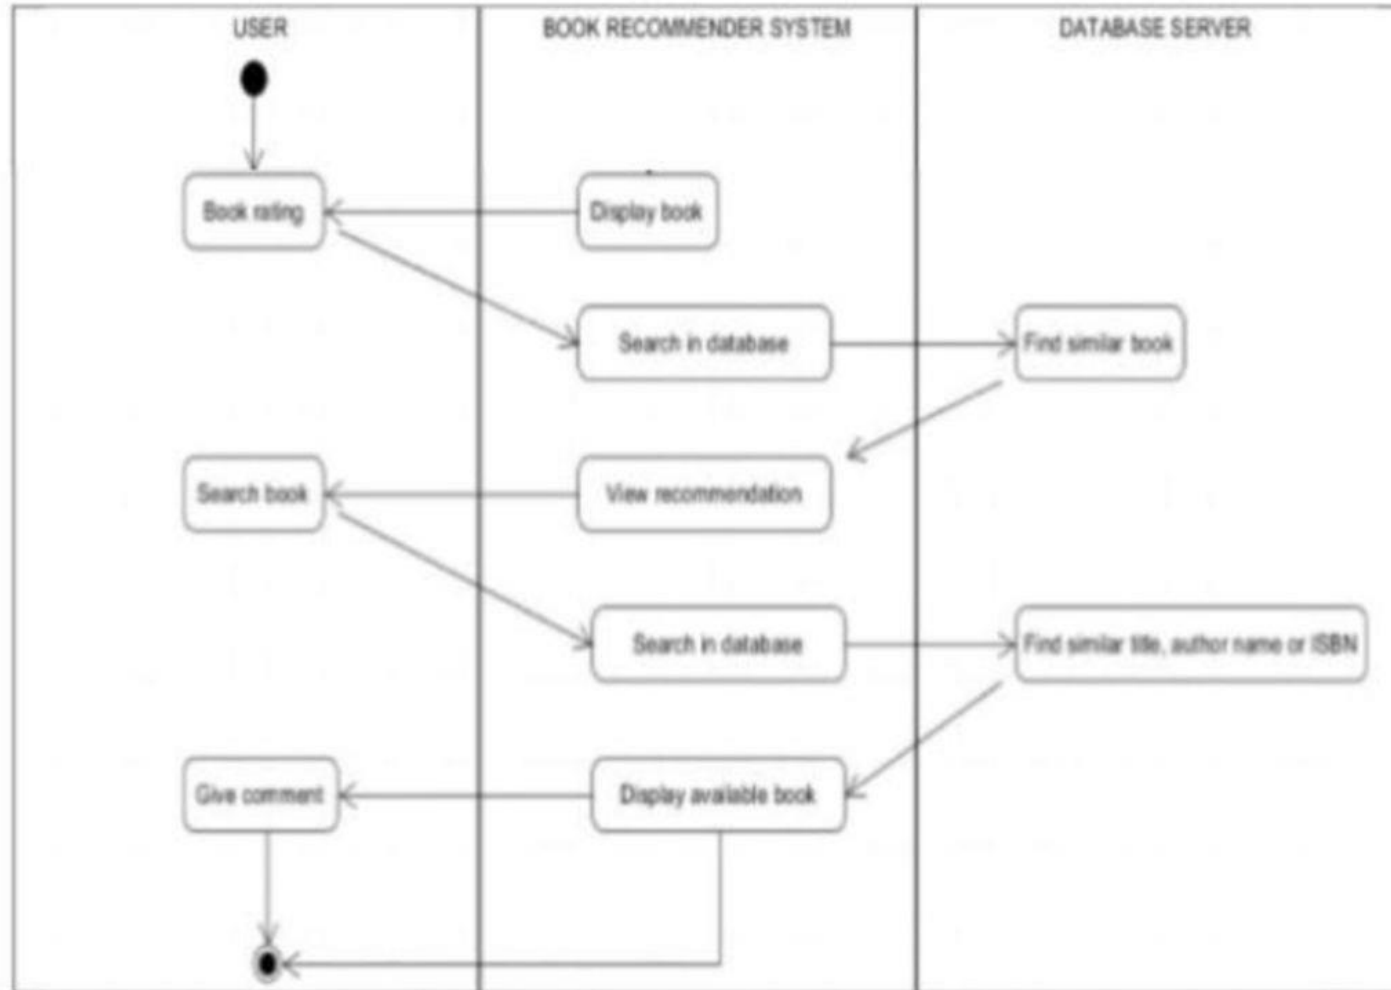 USER
BOOK RECOMMENDER SYSTEM
DATABASE SERVER
Book rating
Display book
Search in database
Find similar book
Search book
View recommendation
Search in database
Find similar title, author name or ISBN
Give comment
Display available book